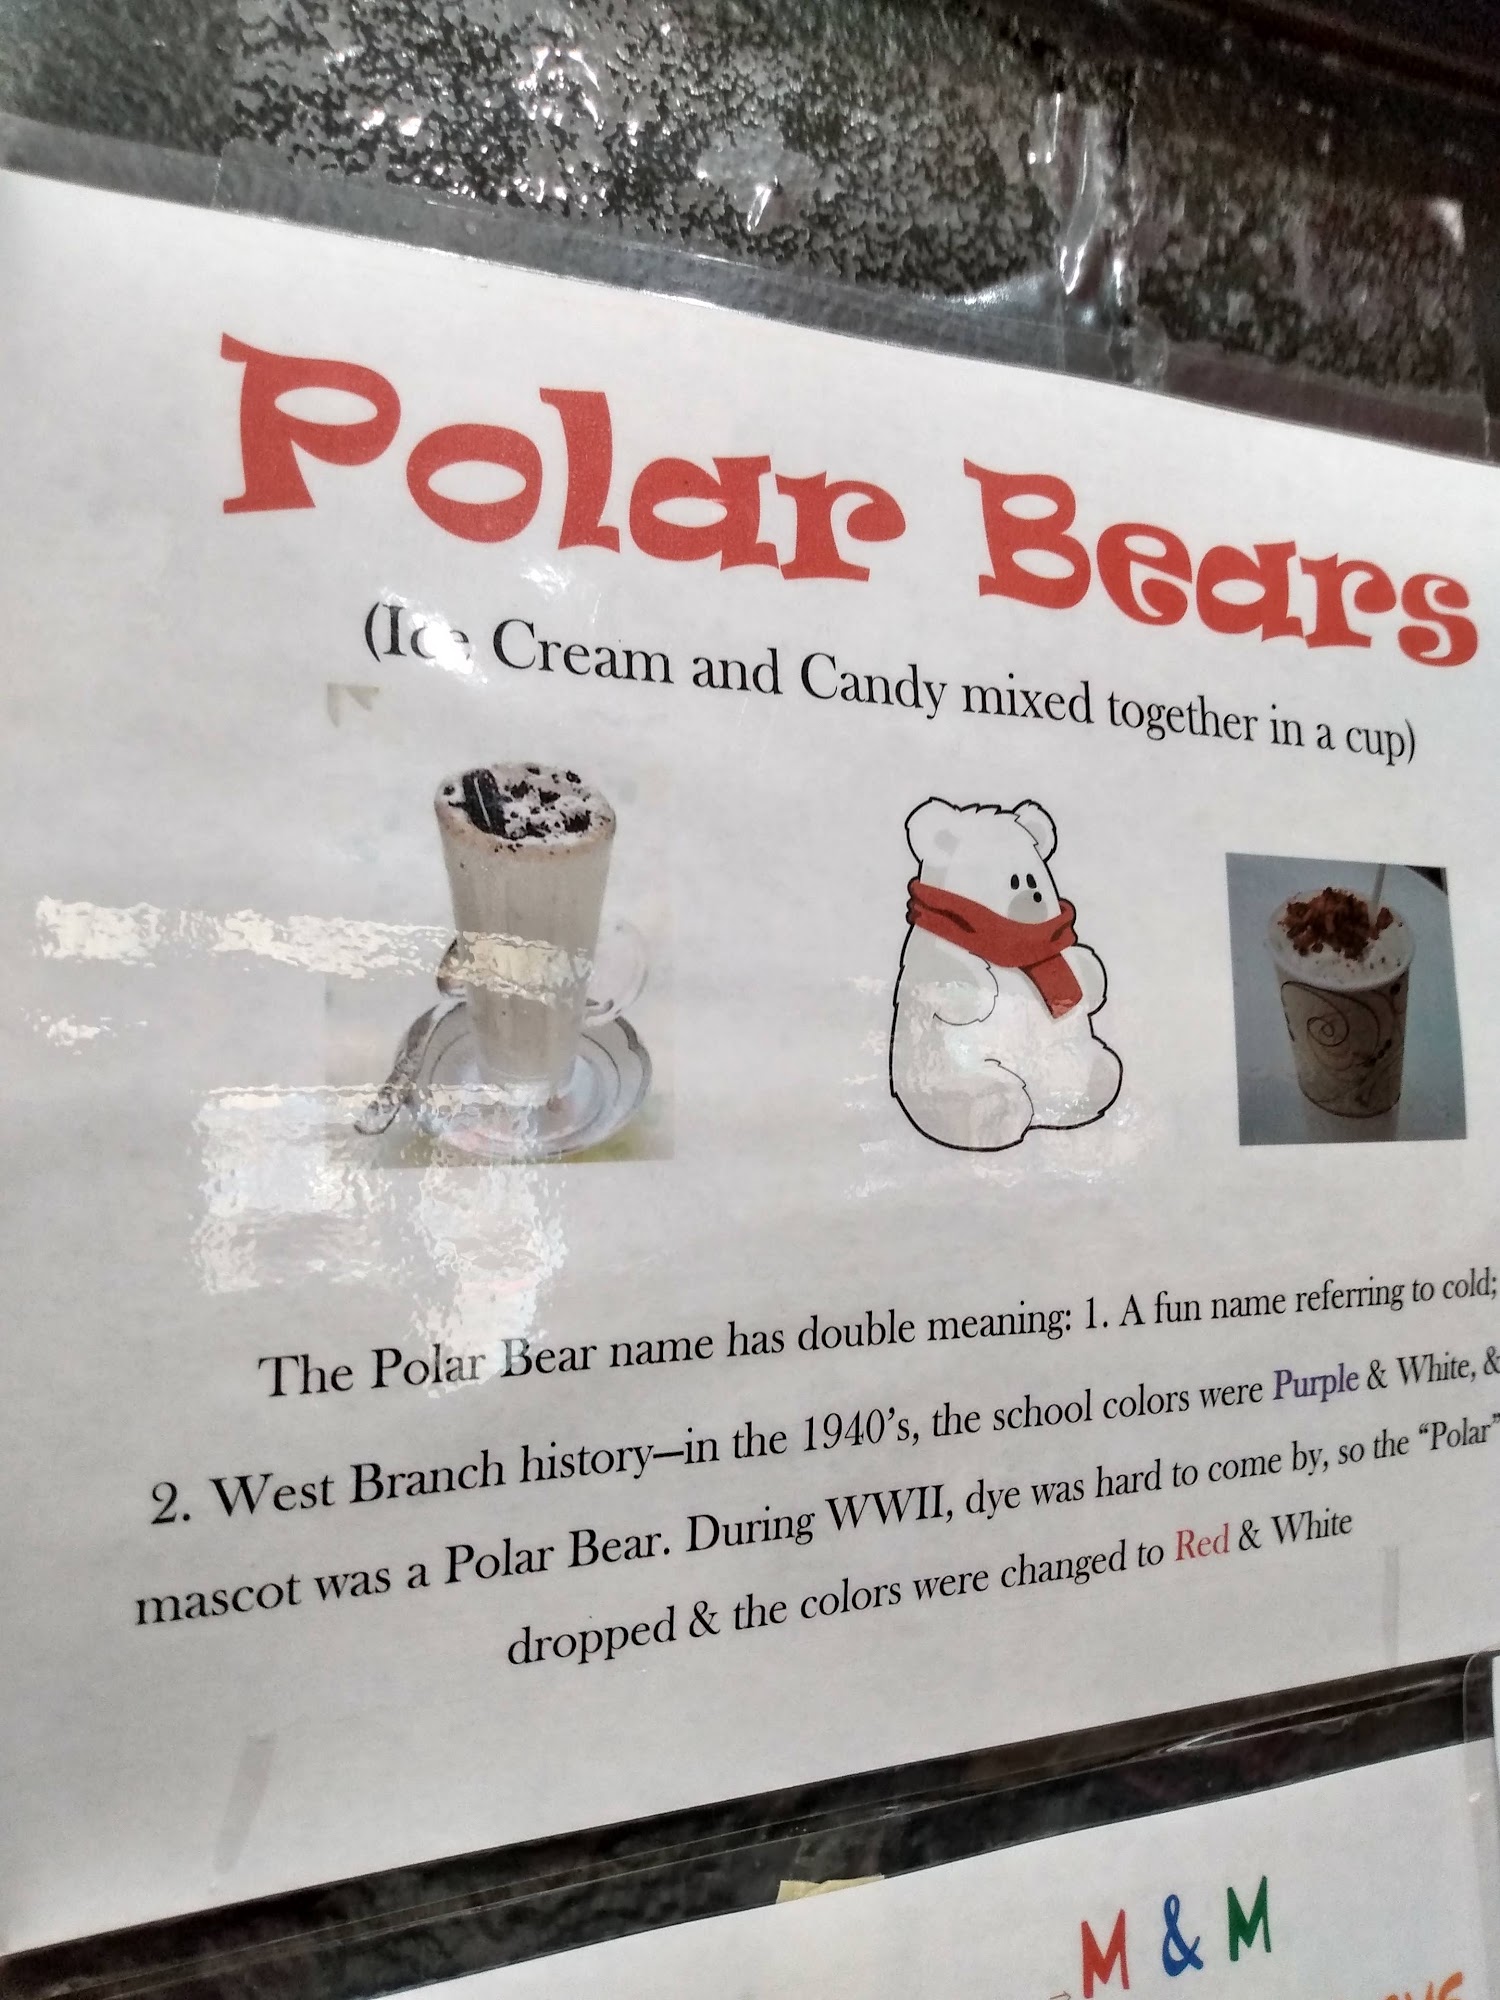 Polar Bears
(Ice Cream and Candy mixed together in a cup)
The Polar Bear name has double meaning: 1. A fun name referring to cold;
2. West Branch history—in the 1940's, the school colors were Purple & White, &
mascot was a Polar Bear. During WWII, dye was hard to come by, so the "Polar"
dropped & the colors were changed to Red & White
M & M